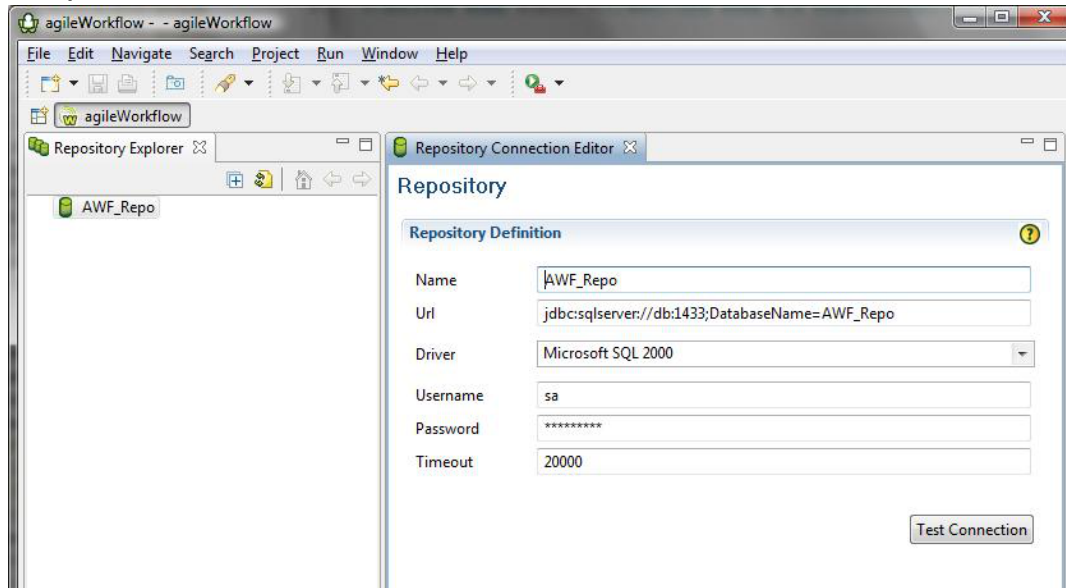 agileWorkflow - - agileWorkflow
File Edit Navigate Search Project Run Window Help
agileWorkflow
Repository Explorer
Repository Connection Editor
AWF_Repo
Repository
Repository Definition
Name AWF_Repo
Url jdbc:sqlserver://db:1433;DatabaseName=AWF_Repo
Driver Microsoft SQL 2000
Username sa
Password *********
Timeout 20000
Test Connection